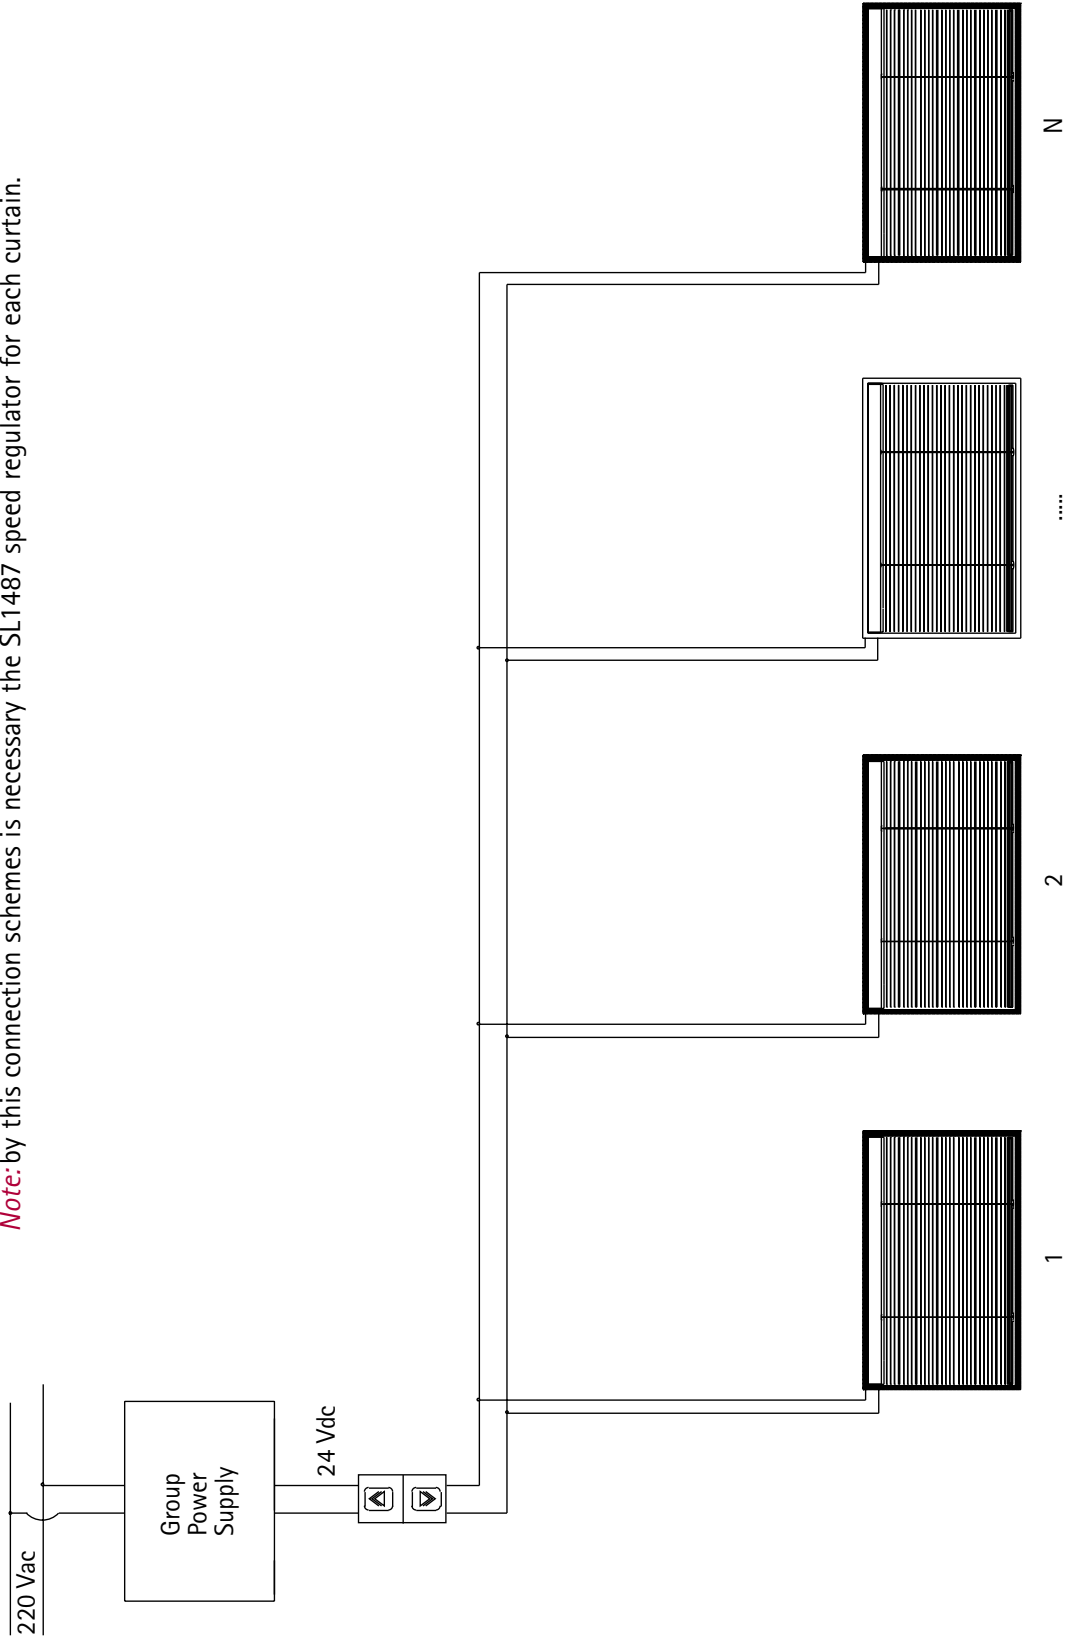 Note: by this connection schemes is necessary the SL1487 speed regulator for each curtain.
220 Vac
Group
Power
Supply
24 Vdc
1
2
.....
N